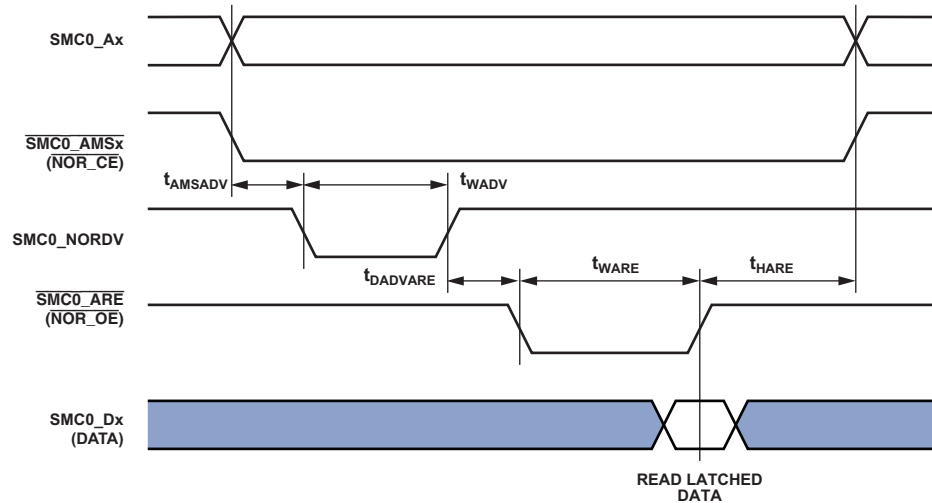 SMC0_Ax
SMC0_AMSx
(NOR_CE)
tAMSADV
tWADV
SMC0_NORDV
tDADVARE
tWARE
tHARE
SMC0_ARE
(NOR_OE)
SMC0_Dx
(DATA)
READ LATCHED
DATA